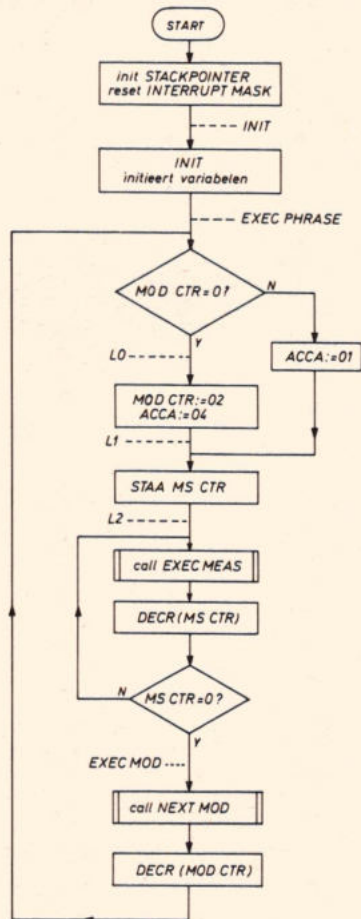 START
init STACKPOINTER
reset INTERRUPT MASK
INIT
INIT
initieert variabelen
EXEC PHRASE
MOD CTR=0?
N
Y
L0
ACCA:=01
MOD CTR:=02
ACCA:=04
L1
STAA MS CTR
L2
call EXEC MEAS
DECR(MS CTR)
N
MS CTR=0?
Y
EXEC MOD
call NEXT MOD
DECR (MOD CTR)